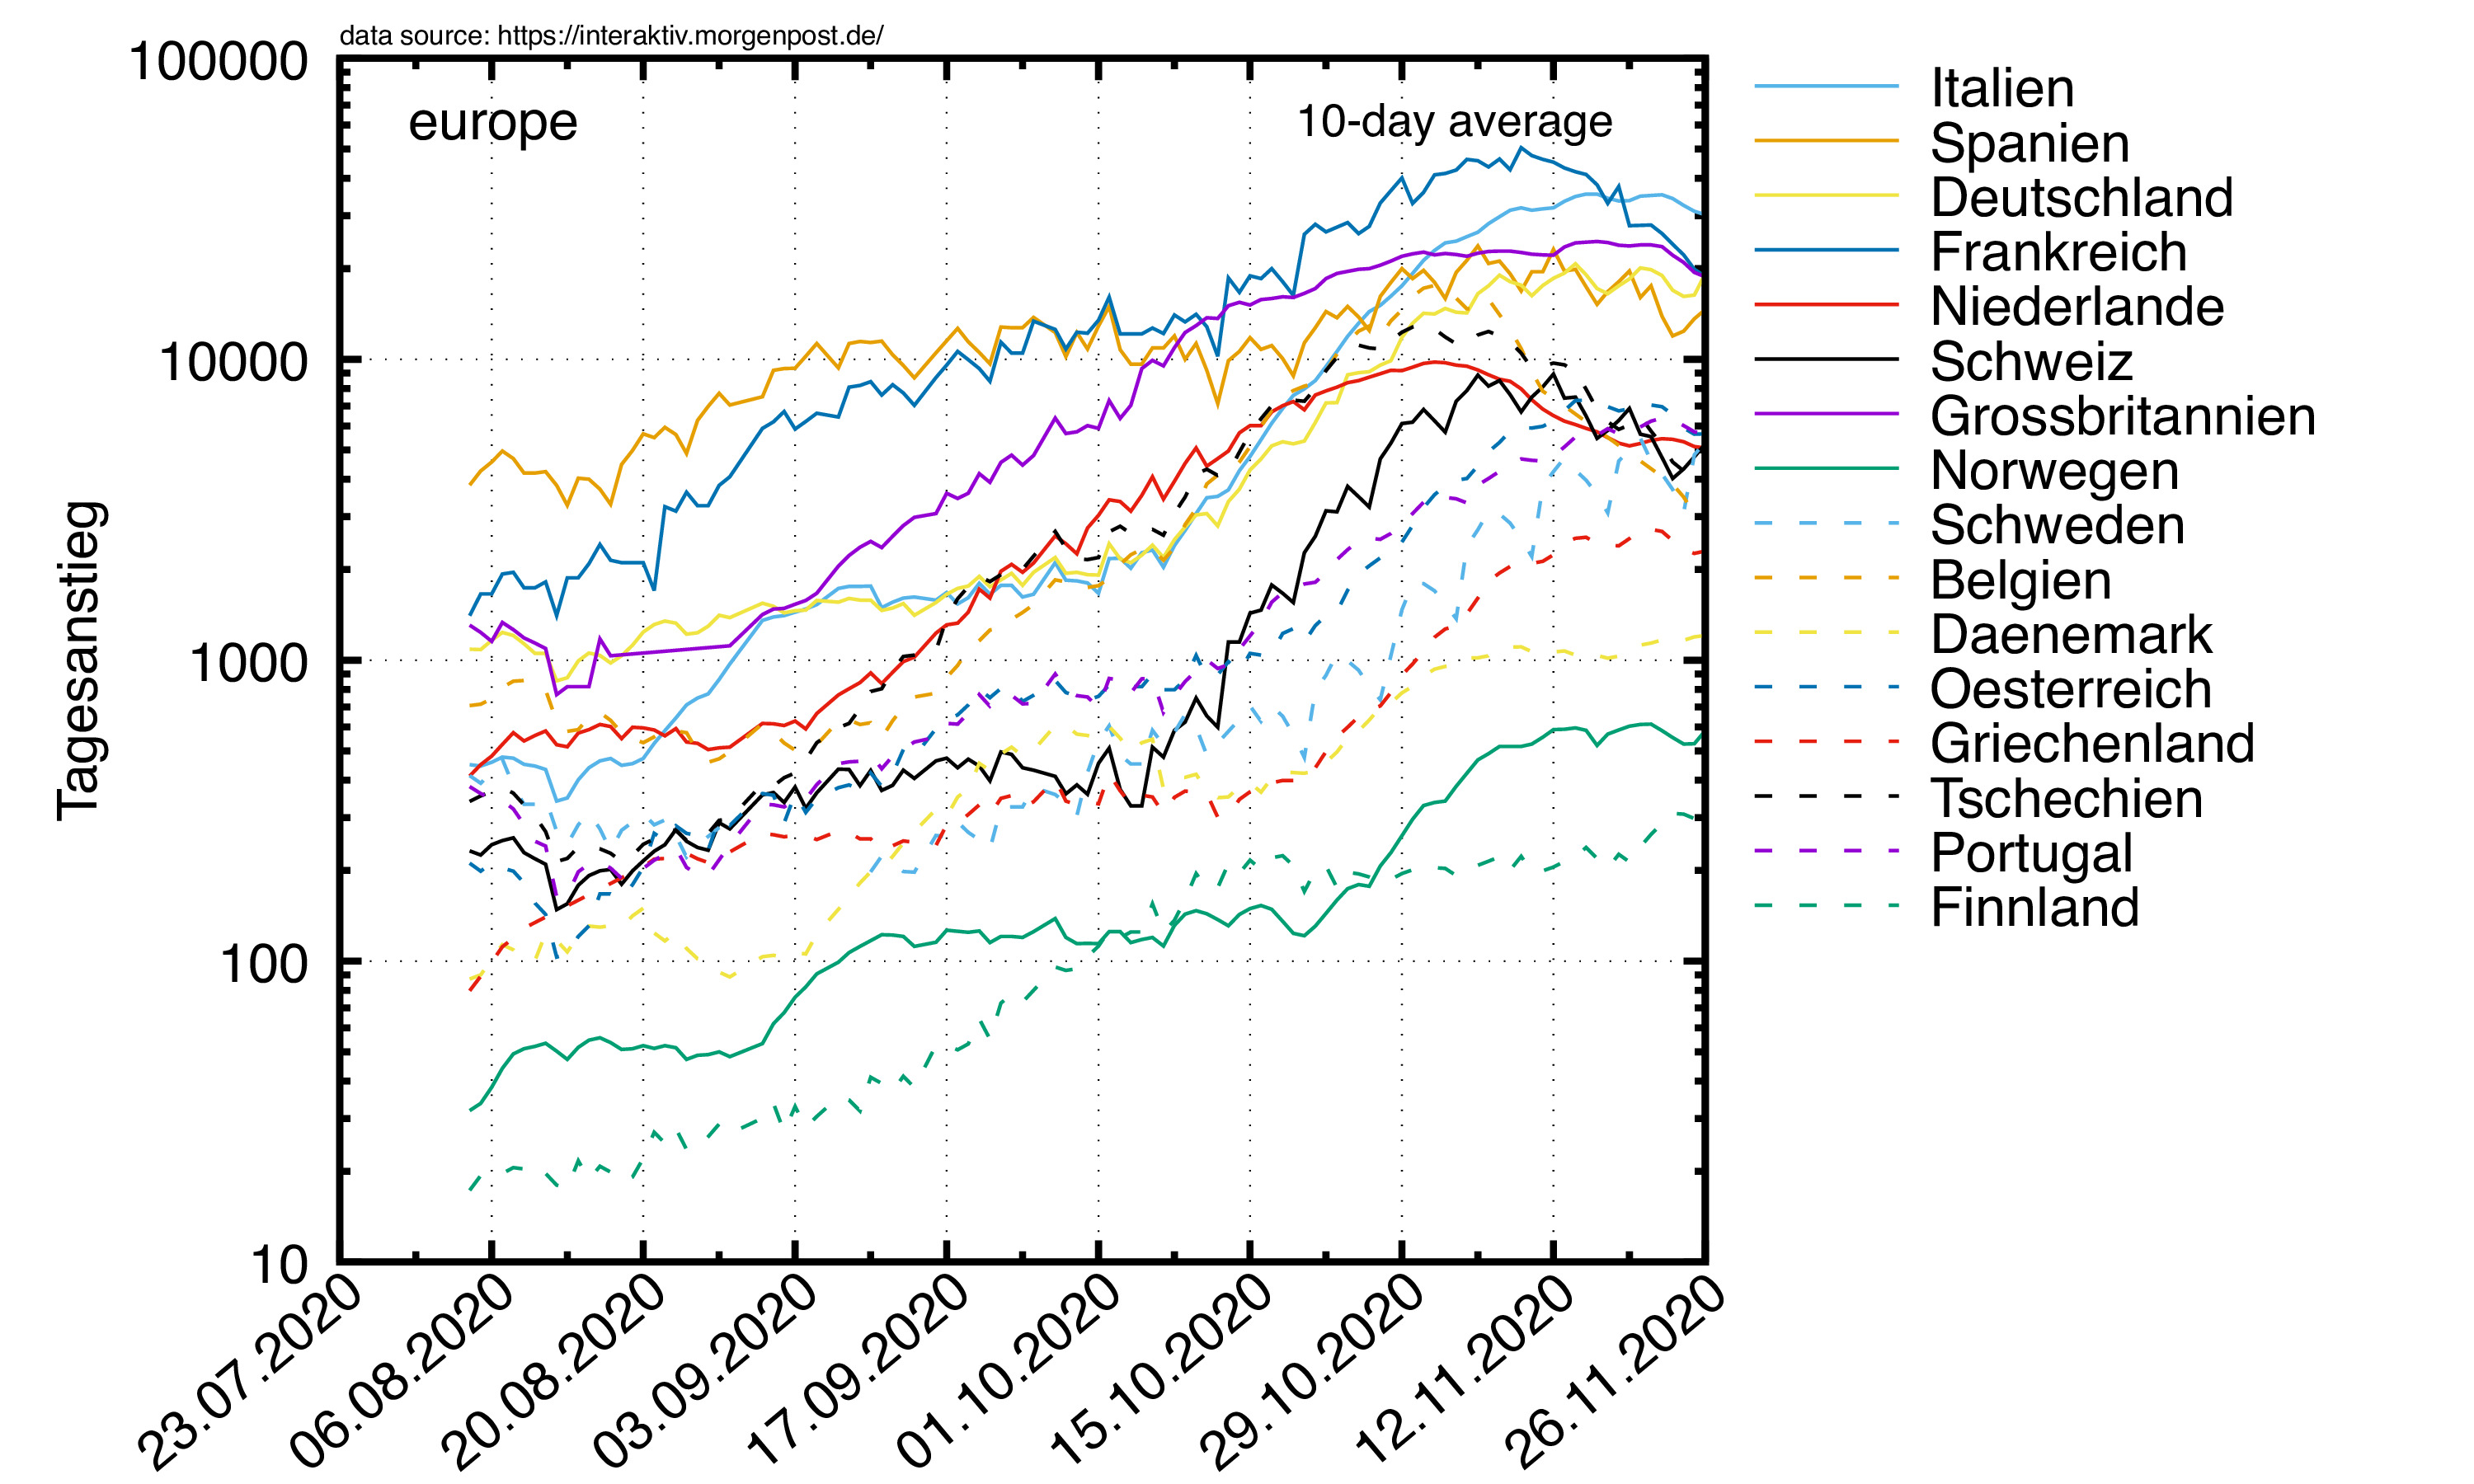 data source: https://interaktiv.morgenpost.de/
europe
10-day average
Tagesanstieg
100000
10000
1000
100
10
23.07.2020
06.08.2020
20.08.2020
03.09.2020
17.09.2020
01.10.2020
15.10.2020
29.10.2020
12.11.2020
26.11.2020
Italien
Spanien
Deutschland
Frankreich
Niederlande
Schweiz
Grossbritannien
Norwegen
Schweden
Belgien
Daenemark
Oesterreich
Griechenland
Tschechien
Portugal
Finnland